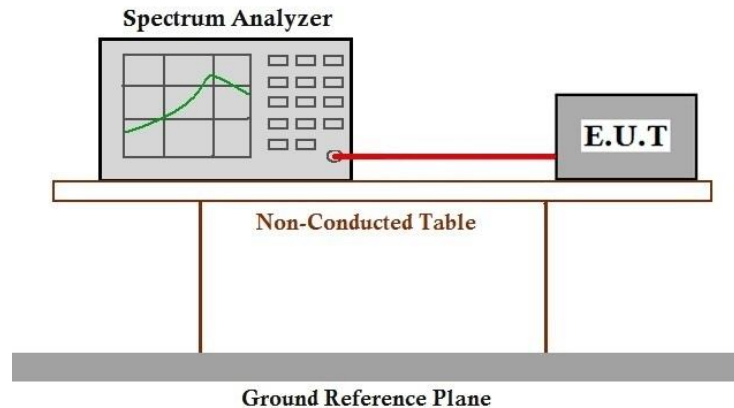 Spectrum Analyzer
E.U.T
Non-Conducted Table
Ground Reference Plane